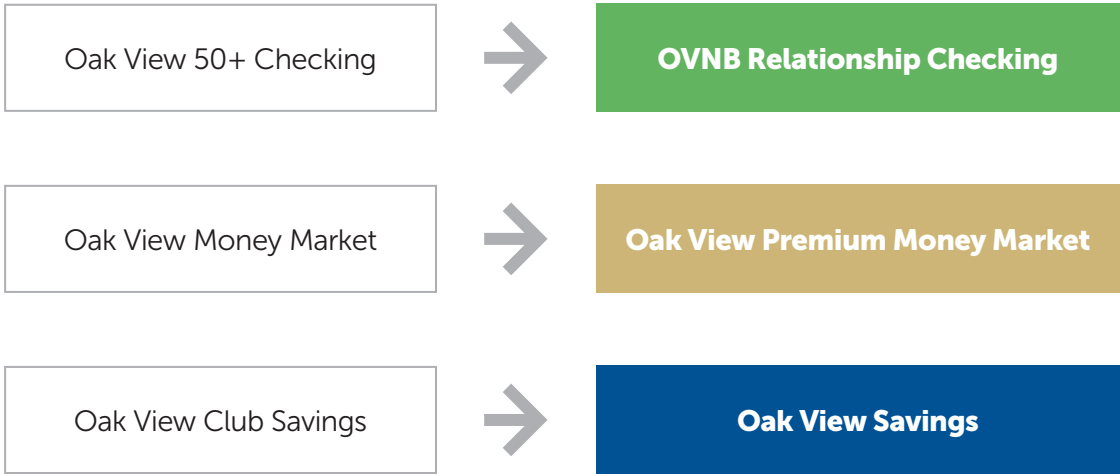 Oak View 50+ Checking
OVNB Relationship Checking
Oak View Money Market
Oak View Premium Money Market
Oak View Club Savings
Oak View Savings